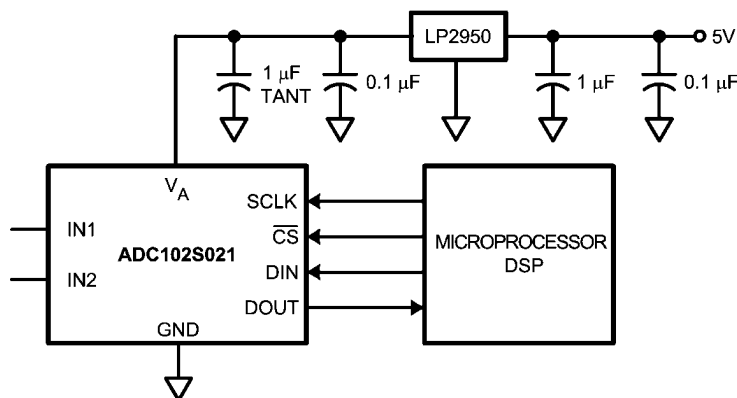 LP2950
5V
1 µF
TANT
0.1 µF
1 µF
0.1 µF
VA
SCLK
IN1
C̅S̅
ADC102S021
MICROPROCESSOR
DSP
IN2
DIN
DOUT
GND